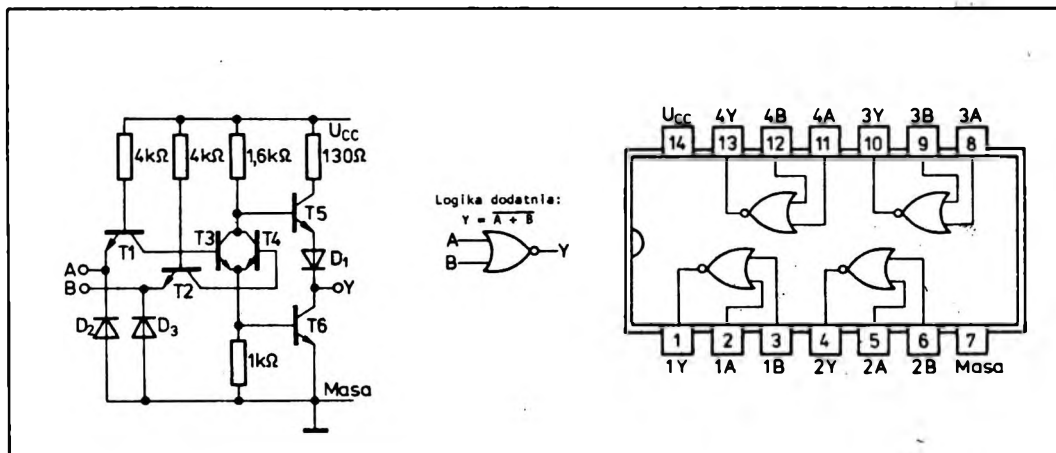 UCC
4kΩ 4kΩ 1,6kΩ 130Ω
T5
T3 T4
T1
D1
A
B
T2
Y
D2 D3
T6
1kΩ
Masa
Logika dodatnia:
Y = A + B
A
B
Y
UCC 4Y 4B 4A 3Y 3B 3A
14 13 12 11 10 9 8
1 2 3 4 5 6 7
1Y 1A 1B 2Y 2A 2B Masa